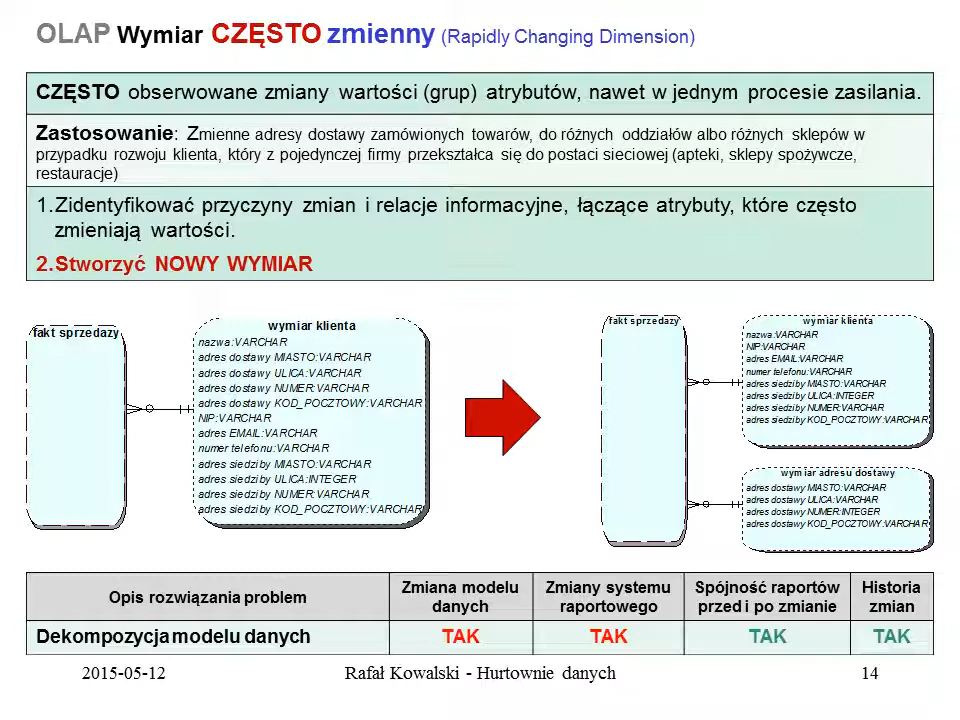 OLAP Wymiar CZĘSTO zmienny (Rapidly Changing Dimension)
CZĘSTO obserwowane zmiany wartości (grup) atrybutów, nawet w jednym procesie zasilania.
Zastosowanie: Zmienne adresy dostawy zamówionych towarów, do różnych oddziałów albo różnych sklepów w
przypadku rozwoju klienta, który z pojedynczej firmy przekształca się do postaci sieciowej (apteki, sklepy spożywcze,
restauracje)
1.Zidentyfikować przyczyny zmian i relacje informacyjne, łączące atrybuty, które często
zmieniają wartości.
2.Stworzyć NOWY WYMIAR
fakt sprzedazy
wymiar klienta
nazwa:VARCHAR
adres dostawy MIASTO:VARCHAR
adres dostawy ULICA:VARCHAR
adres dostawy NUMER:VARCHAR
adres dostawy KOD_POCZTOWY:VARCHAR
NIP:VARCHAR
adres EMAIL:VARCHAR
numer telefonu:VARCHAR
adres siedziby MIASTO:VARCHAR
adres siedziby ULICA:INTEGER
adres siedziby NUMER:VARCHAR
adres siedziby KOD_POCZTOWY:VARCHAR
fakt sprzedazy
wymiar klienta
nazwa:VARCHAR
NIP:VARCHAR
adres EMAIL:VARCHAR
numer telefonu:VARCHAR
adres siedziby MIASTO:VARCHAR
adres siedziby ULICA:INTEGER
adres siedziby NUMER:VARCHAR
adres siedziby KOD_POCZTOWY:VARCHAR
wymiar adresu dostawy
adres dostawy MIASTO:VARCHAR
adres dostawy ULICA:VARCHAR
adres dostawy NUMER:INTEGER
adres dostawy KOD_POCZTOWY:VARCHAR
Opis rozwiązania problem
Zmiana modelu
danych
Zmiany systemu
raportowego
Spójność raportów
przed i po zmianie
Historia
zmian
Dekompozycja modelu danych TAK TAK TAK TAK
2015-05-12 Rafał Kowalski - Hurtownie danych 14